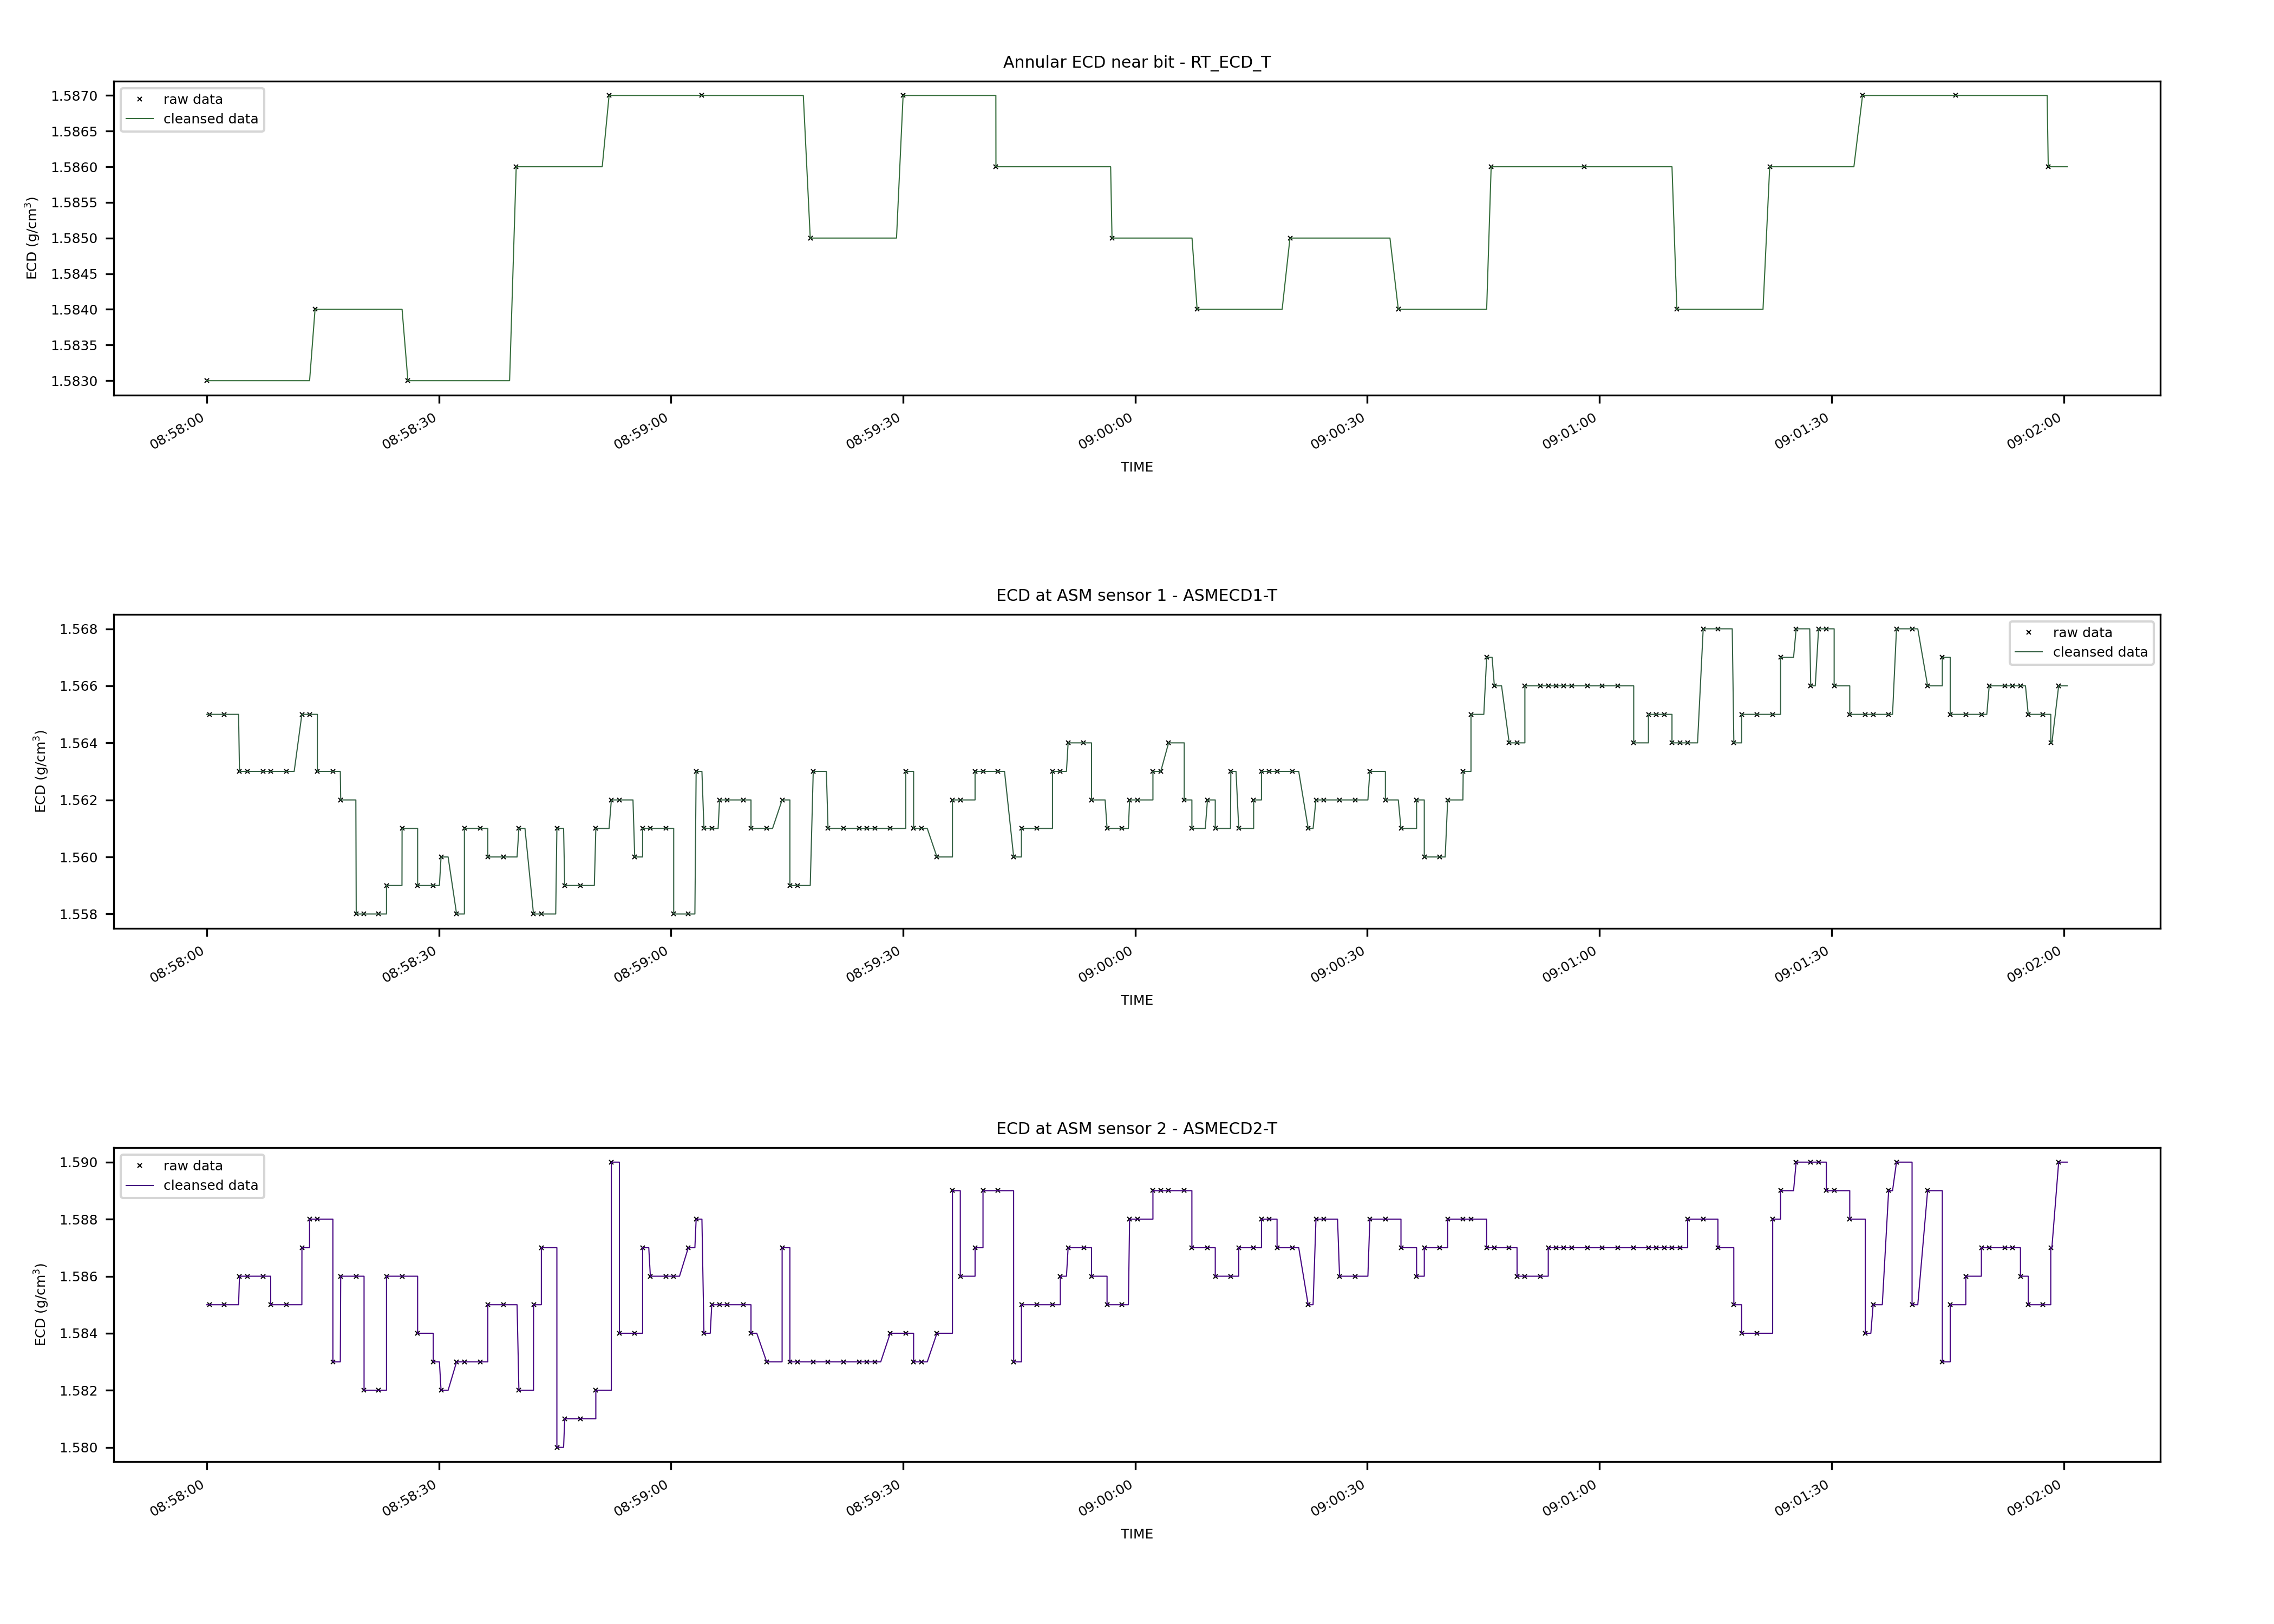 Annular ECD near bit - RT_ECD_T
raw data
cleansed data
1.5870
1.5865
1.5860
1.5855
1.5850
1.5845
1.5840
1.5835
1.5830
ECD (g/cm³)
08:58:00 08:58:30 08:59:00 08:59:30 09:00:00 09:00:30 09:01:00 09:01:30 09:02:00
TIME
ECD at ASM sensor 1 - ASMECD1-T
raw data
cleansed data
1.568
1.566
1.564
1.562
1.560
1.558
ECD (g/cm³)
08:58:00 08:58:30 08:59:00 08:59:30 09:00:00 09:00:30 09:01:00 09:01:30 09:02:00
TIME
ECD at ASM sensor 2 - ASMECD2-T
raw data
cleansed data
1.590
1.588
1.586
1.584
1.582
1.580
ECD (g/cm³)
08:58:00 08:58:30 08:59:00 08:59:30 09:00:00 09:00:30 09:01:00 09:01:30 09:02:00
TIME